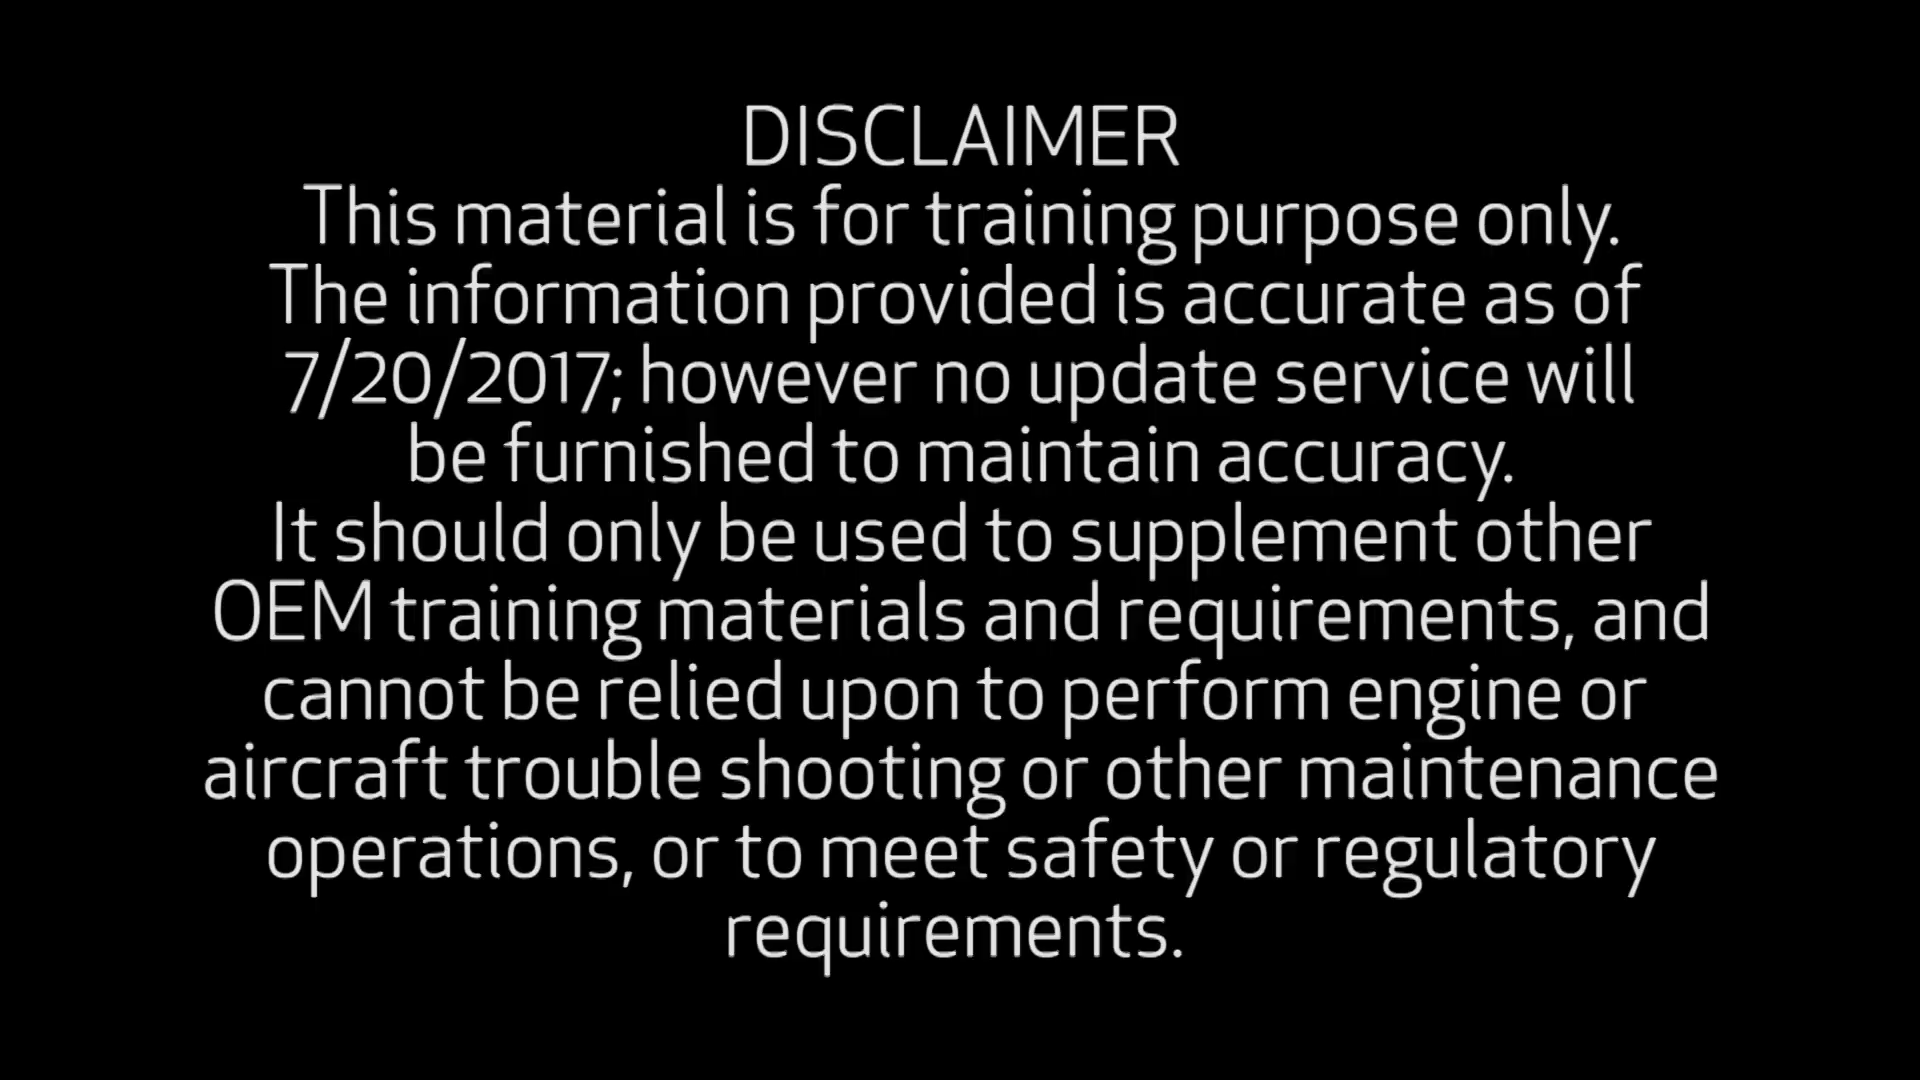 DISCLAIMER
This material is for training purpose only.
The information provided is accurate as of
7/20/2017; however no update service will
be furnished to maintain accuracy.
It should only be used to supplement other
OEM training materials and requirements, and
cannot be relied upon to perform engine or
aircraft trouble shooting or other maintenance
operations, or to meet safety or regulatory
requirements.